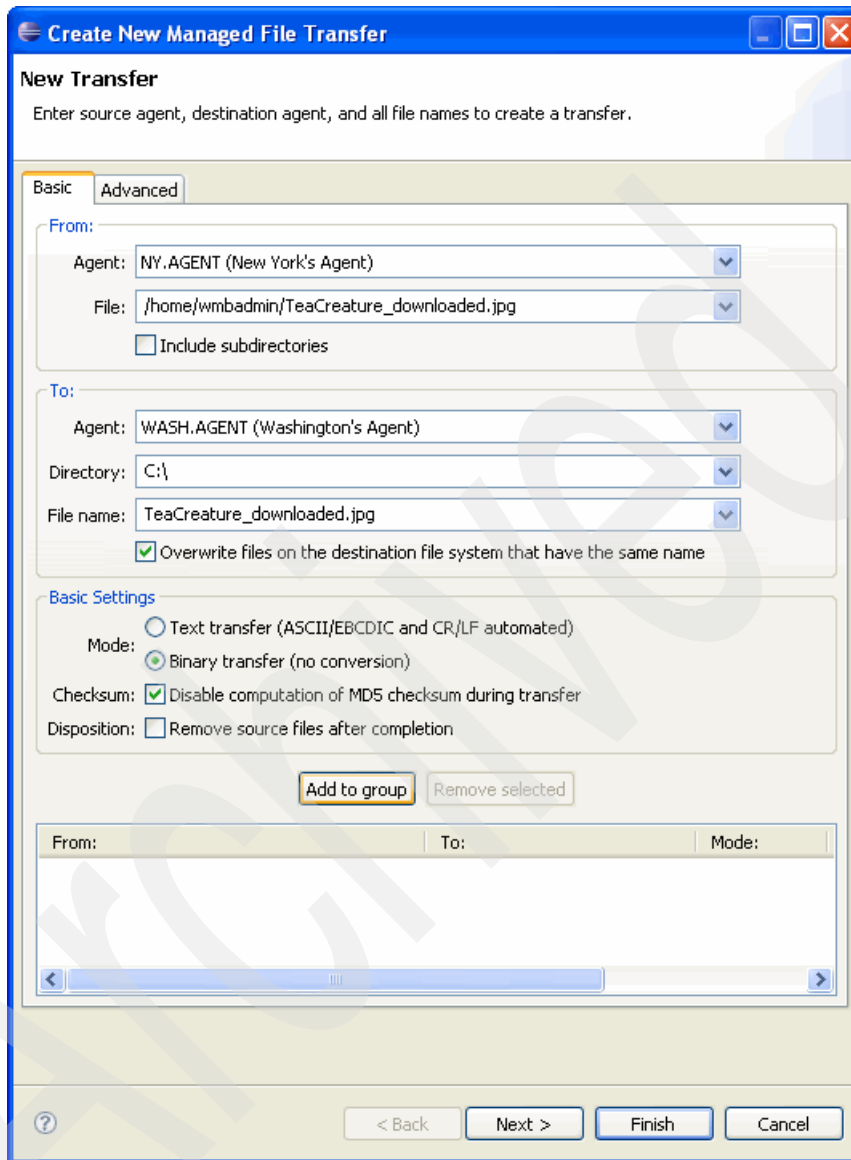 Create New Managed File Transfer
New Transfer
Enter source agent, destination agent, and all file names to create a transfer.
Basic
Advanced
From:
Agent: NY.AGENT (New York's Agent)
File: /home/wmbadmin/TeaCreature_downloaded.jpg
Include subdirectories
To:
Agent: WASH.AGENT (Washington's Agent)
Directory: C:\
File name: TeaCreature_downloaded.jpg
Overwrite files on the destination file system that have the same name
Basic Settings
Mode:
Text transfer (ASCII/EBCDIC and CR/LF automated)
Binary transfer (no conversion)
Checksum: Disable computation of MD5 checksum during transfer
Disposition: Remove source files after completion
Add to group
Remove selected
From: To: Mode:
?
< Back
Next >
Finish
Cancel
Archived